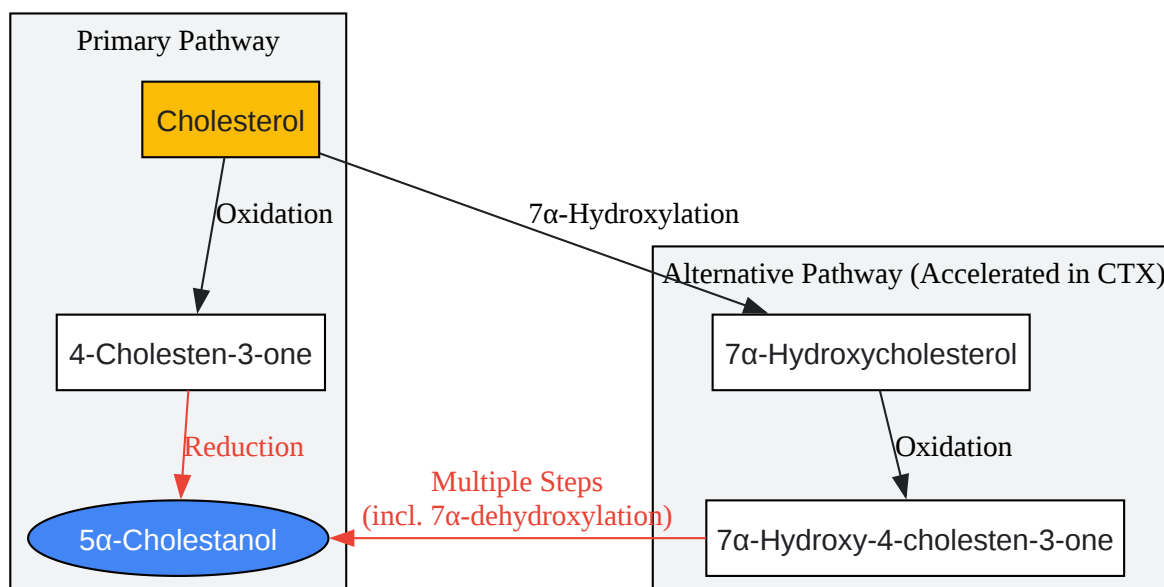 Primary Pathway
Cholesterol
Oxidation
7α-Hydroxylation
Alternative Pathway (Accelerated in CTX)
4-Cholesten-3-one
7α-Hydroxycholesterol
Reduction
Oxidation
Multiple Steps
(incl. 7α-dehydroxylation)
5α-Cholestanol
7α-Hydroxy-4-cholesten-3-one